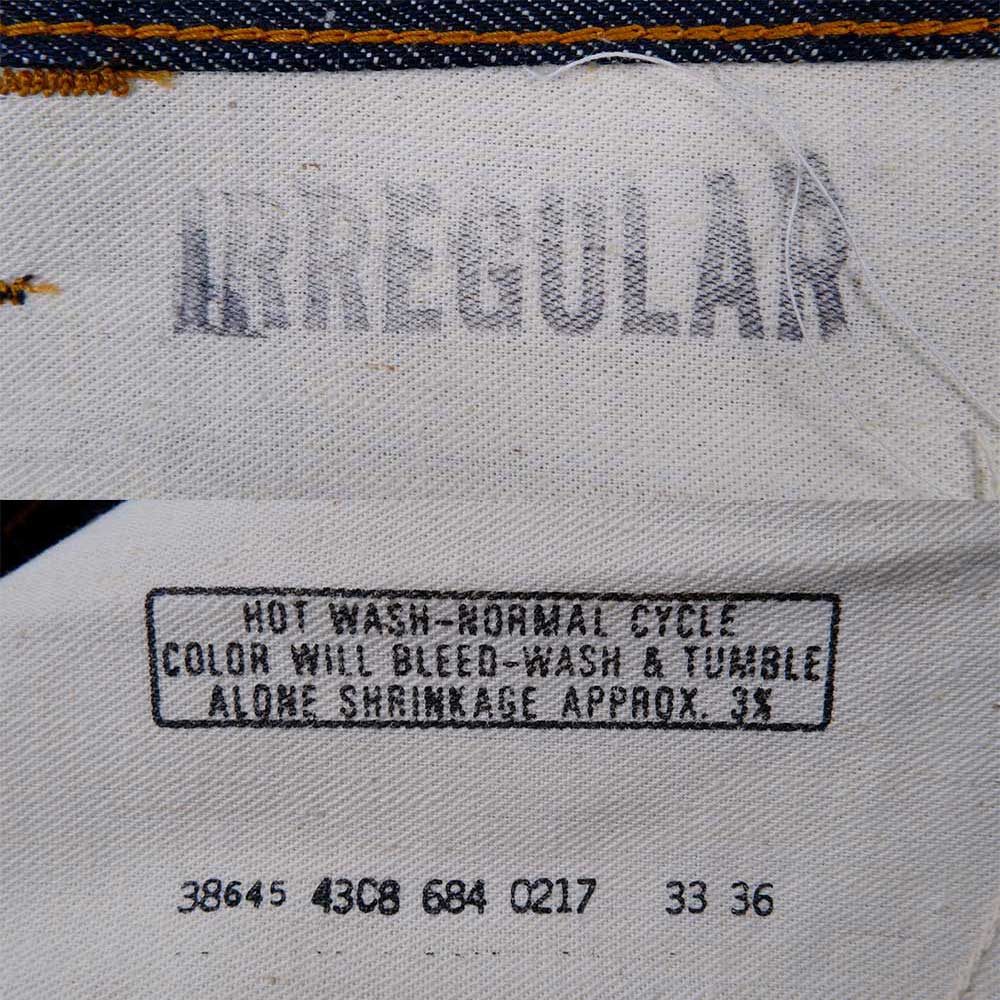 IRREGULAR
HOT WASH-NORMAL CYCLE
COLOR WILL BLEED-WASH & TUMBLE
ALONE SHRINKAGE APPROX. 3%
38645 4308 684 0217 33 36